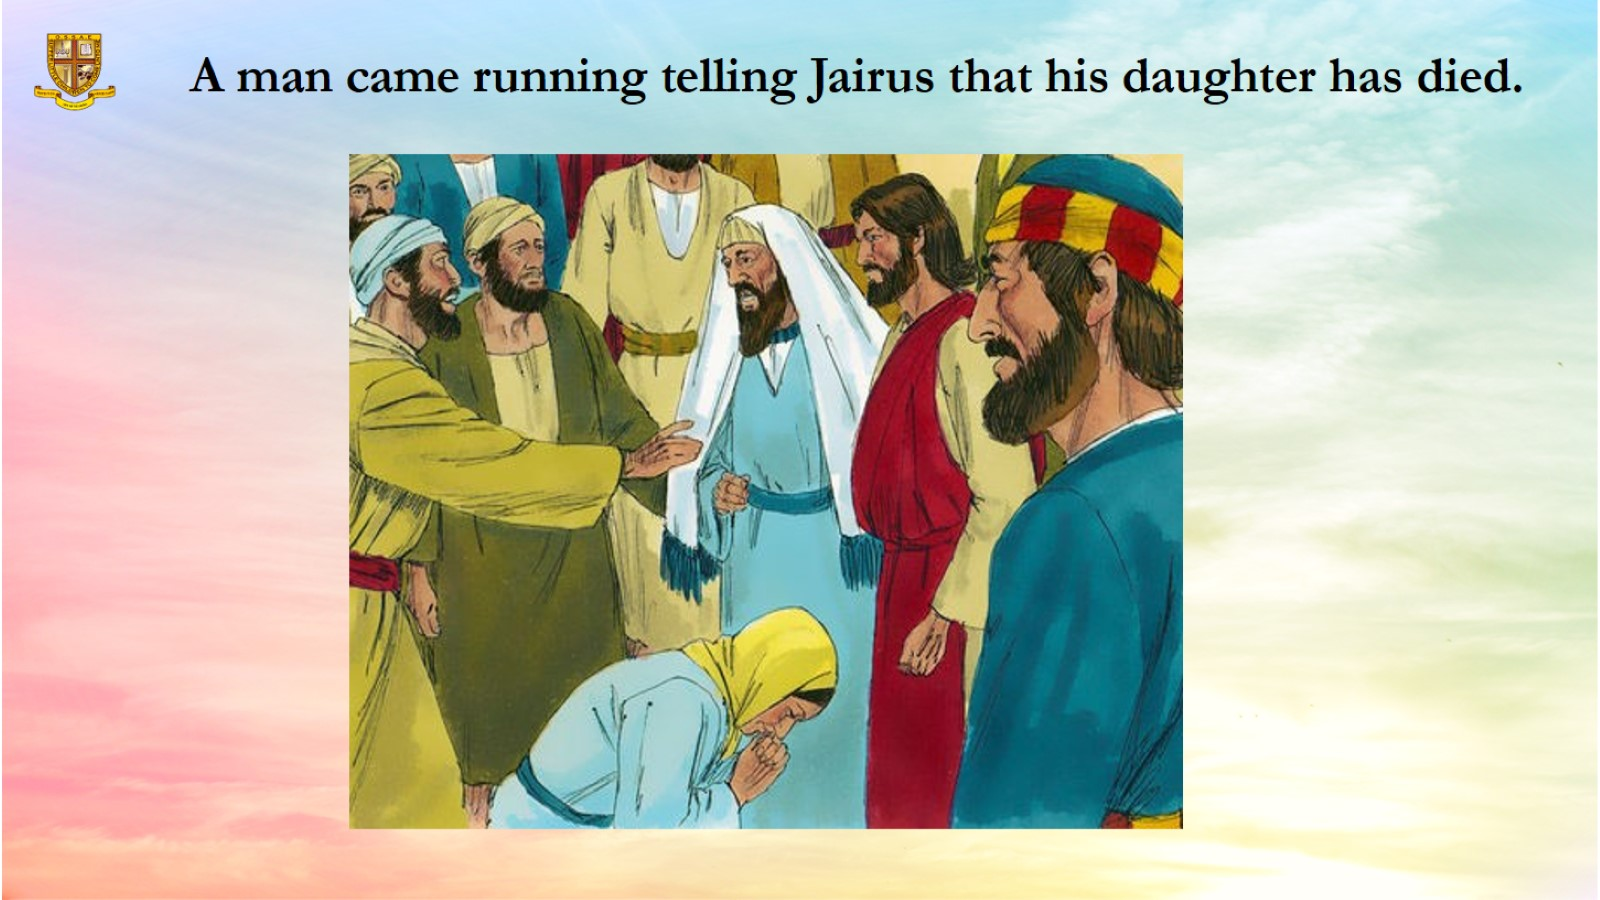 O.S.S.A.E
A man came running telling Jairus that his daughter has died.